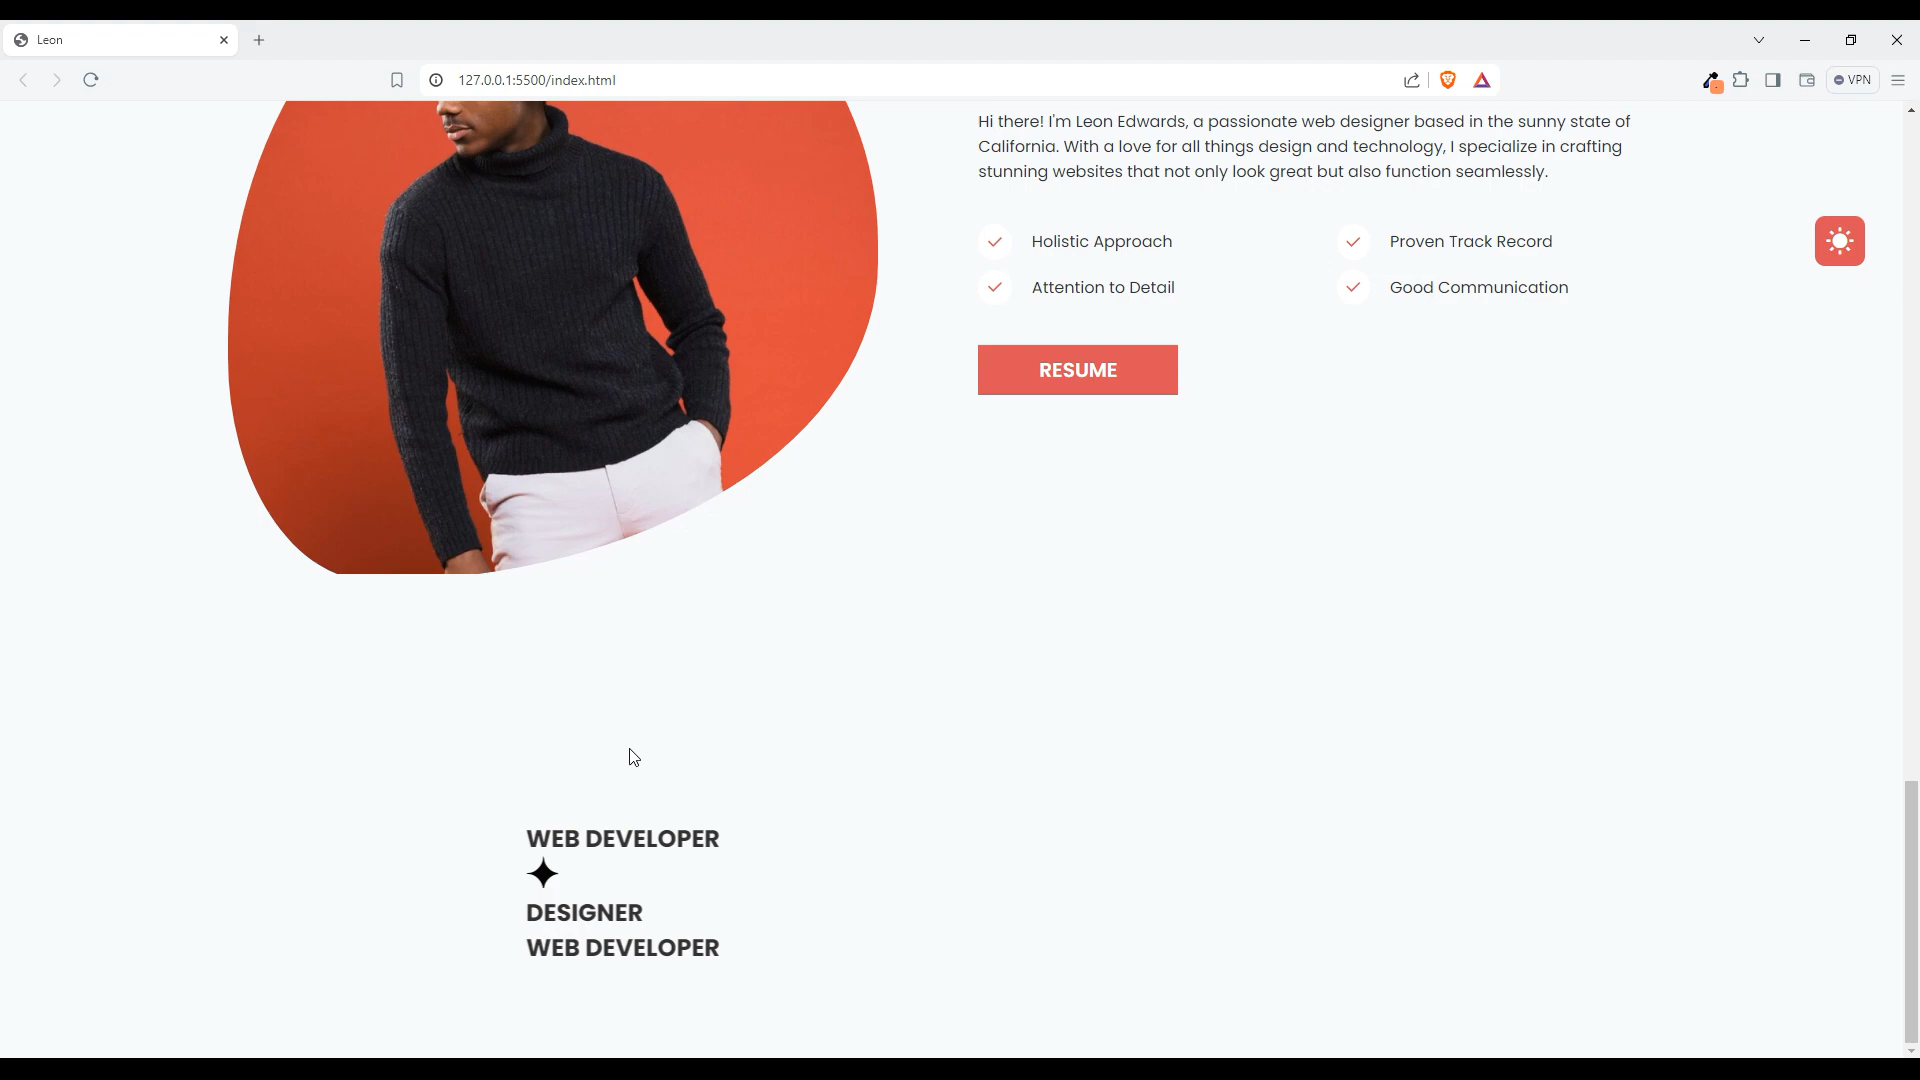 Leon
127.0.0.1:5500/index.html
VPN
Hi there! I'm Leon Edwards, a passionate web designer based in the sunny state of
California. With a love for all things design and technology, I specialize in crafting
stunning websites that not only look great but also function seamlessly.
Holistic Approach
Proven Track Record
Attention to Detail
Good Communication
RESUME
WEB DEVELOPER
DESIGNER
WEB DEVELOPER